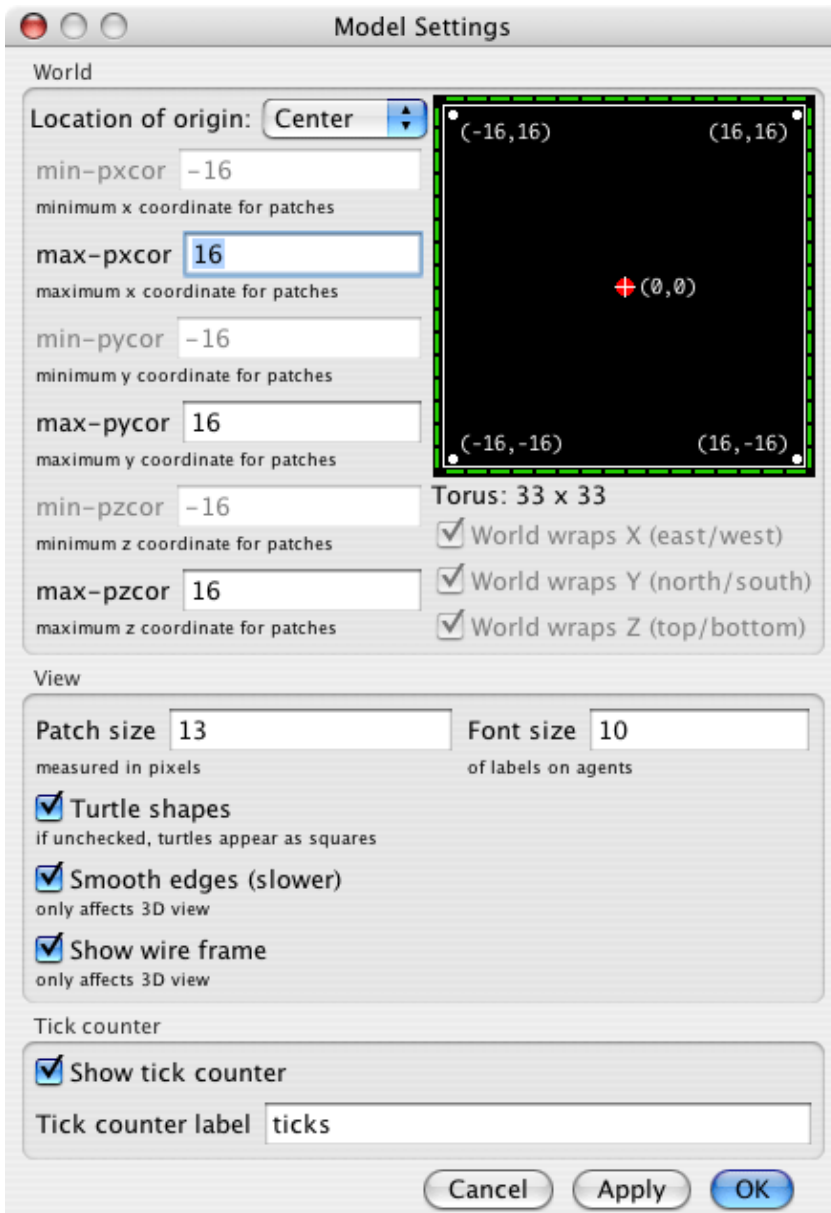 Model Settings
World
Location of origin: Center
min-pxcor -16
minimum x coordinate for patches
max-pxcor 16
maximum x coordinate for patches
min-pycor -16
minimum y coordinate for patches
max-pycor 16
maximum y coordinate for patches
min-pzcor -16
minimum z coordinate for patches
max-pzcor 16
maximum z coordinate for patches
(-16,16) (16,16)
(0,0)
(-16,-16) (16,-16)
Torus: 33 x 33
World wraps X (east/west)
World wraps Y (north/south)
World wraps Z (top/bottom)
View
Patch size 13
measured in pixels
Font size 10
of labels on agents
Turtle shapes
if unchecked, turtles appear as squares
Smooth edges (slower)
only affects 3D view
Show wire frame
only affects 3D view
Tick counter
Show tick counter
Tick counter label ticks
Cancel Apply OK